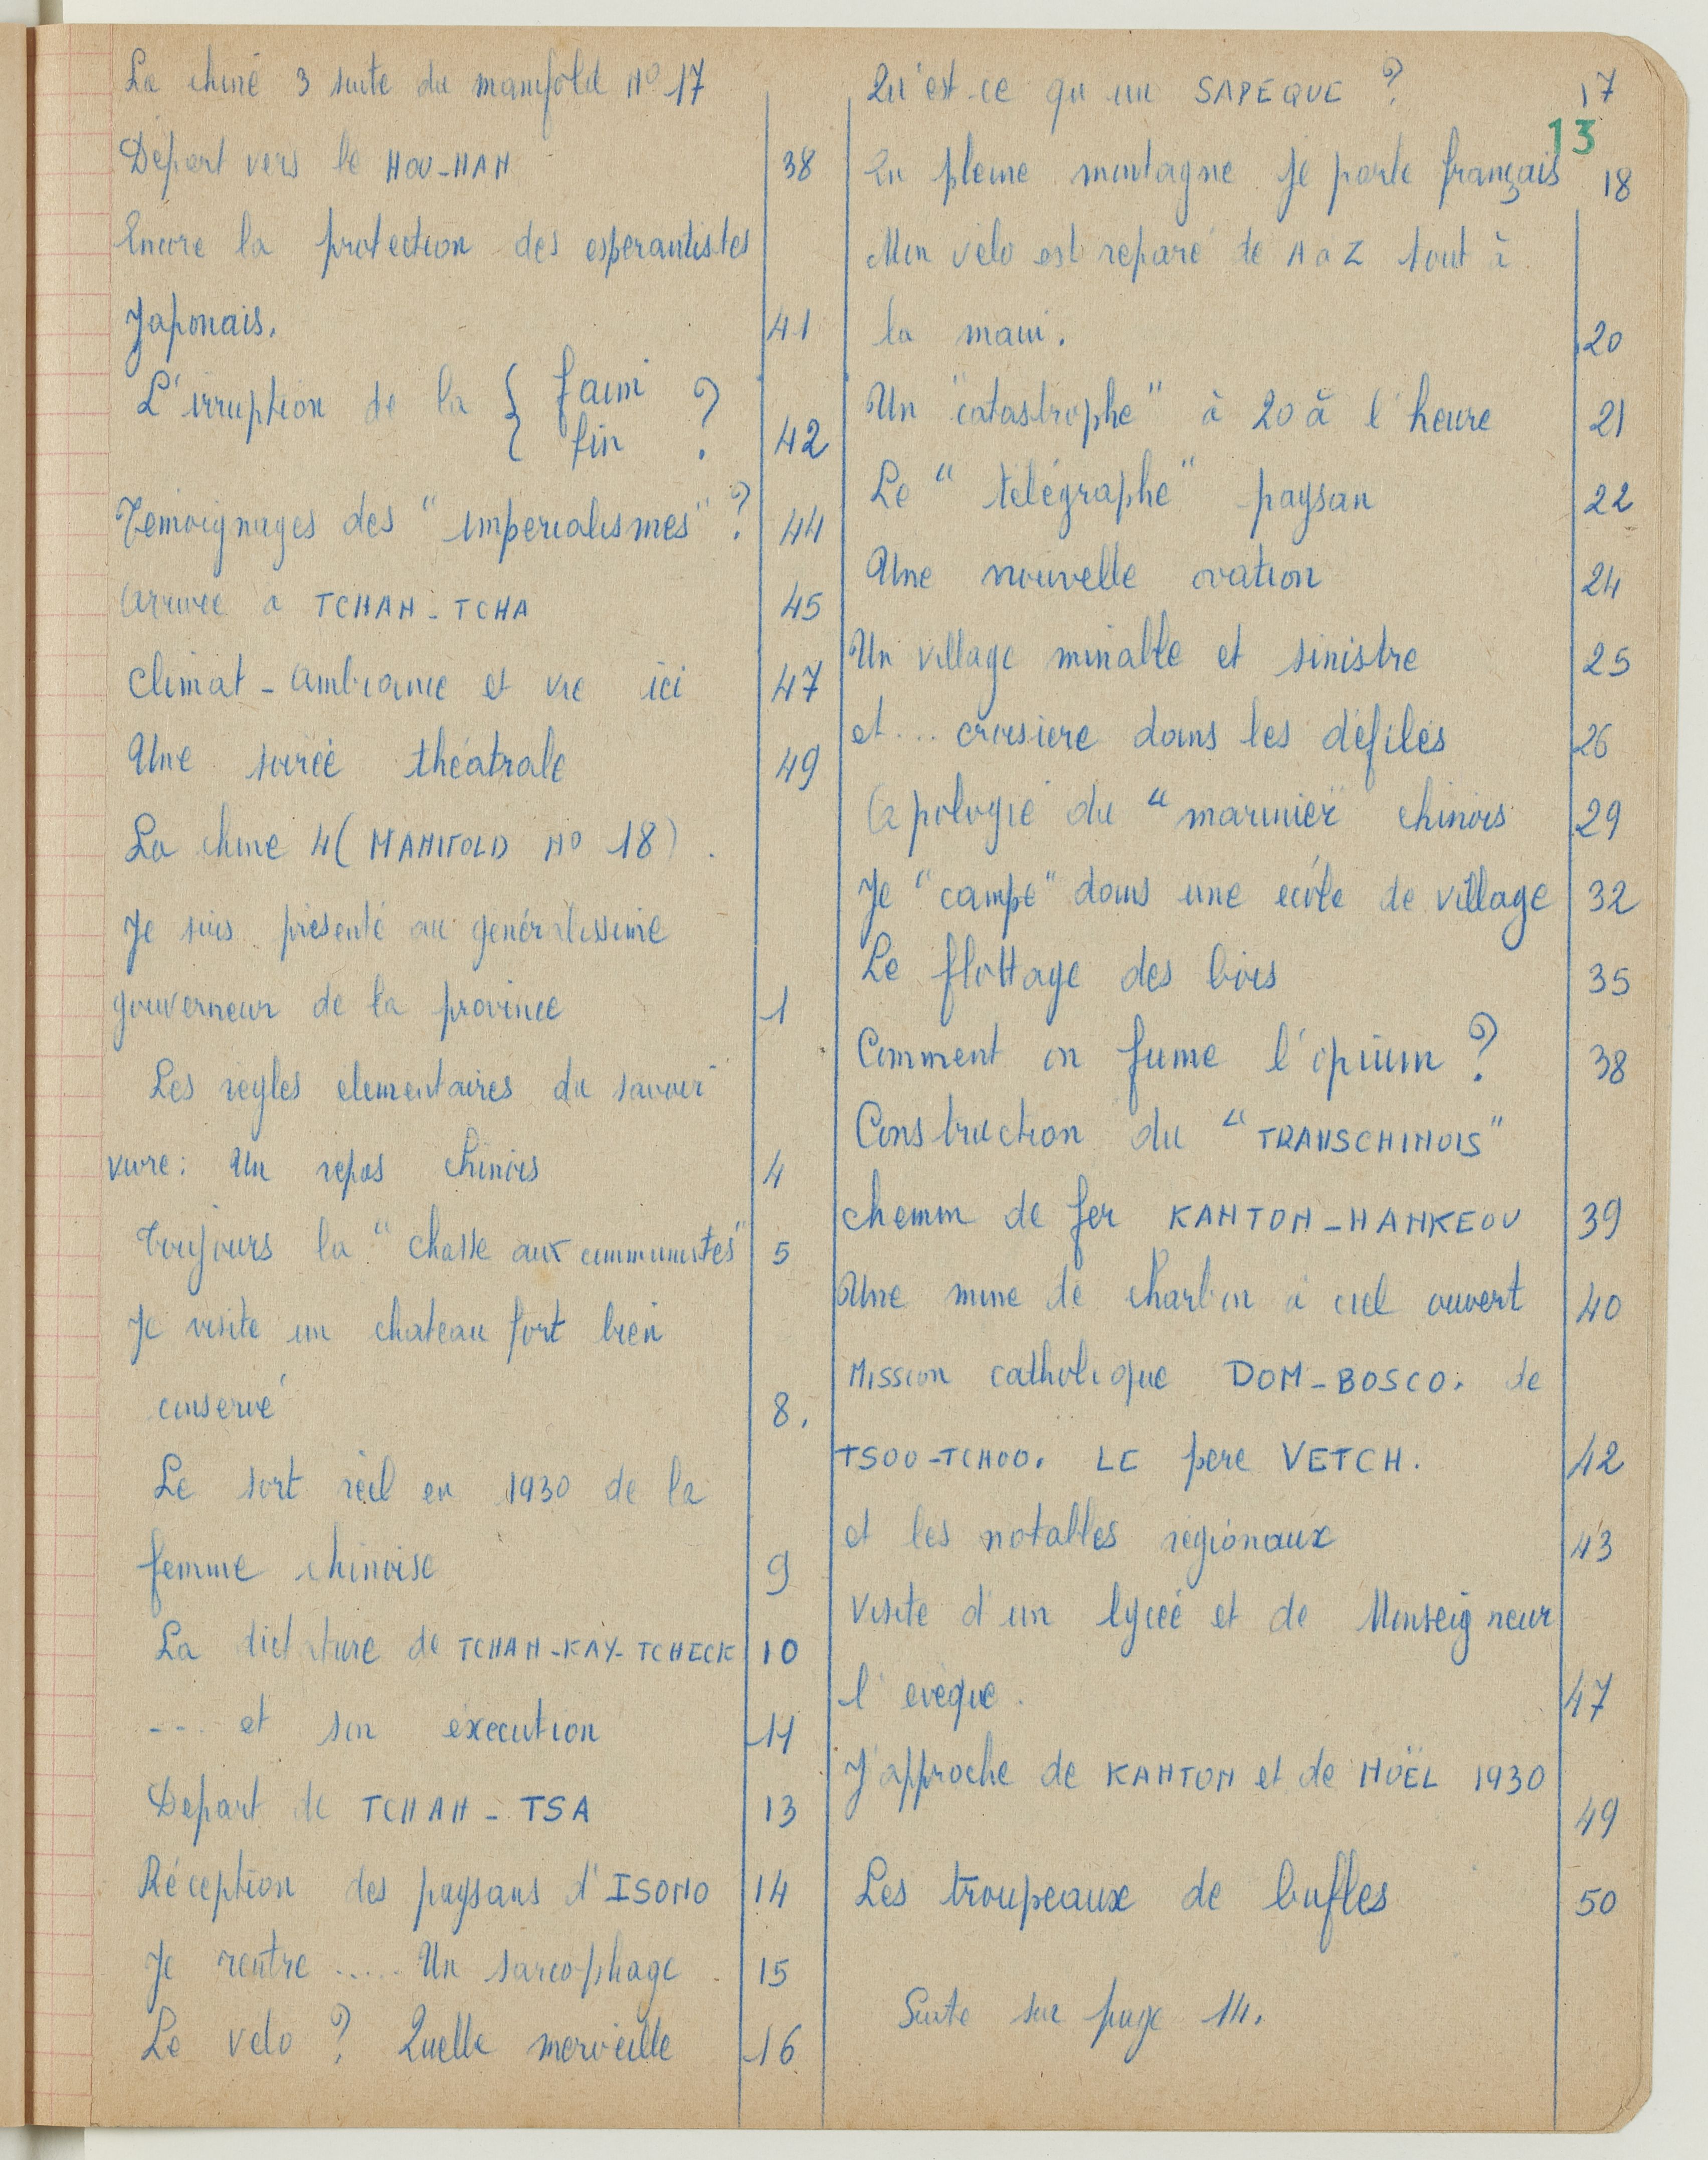 La chine 3 suite du manifold N° 17
Départ vers le HOU-NAN 38
Encore la protection des esperantistes
Japonais. 41
L'irruption de la { faim ?
fin ? 42
Témoignages des "imperialismes" ? 44
Arrivée a TCHAN-TCHA 45
Climat - Ambiance et vie ici 47
Une soirée théatrale 49
La chine 4 (MANIFOLD N° 18).
Je suis présenté au généralissime
gouverneur de la province 1
Les regles elementaires du savoir
vivre : Un repas chinois 4
Toujours la "chasse aux communistes" 5
Je visite un chateau fort bien
conservé 8.
Le sort réel en 1930 de la
femme chinoise 9
La dictature de TCHAN-KAY-TCHECK 10
... et son éxecution 11
Depart de TCHAN-TSA 13
Réception des paysans d'ISONO 14
Je rentre ..... Un sarcophage. 15
Le velo ? Quelle merveille 16
Qu'est-ce qu un SAPEQUE ? 17
13
En pleine montagne je parle français 18
Mon vélo est reparé de A a Z tout à
la main. 20
Un "catastrophe" à 20 à l'heure 21
Le "télégraphe" paysan 22
Une nouvelle ovation 24
Un village minable et sinistre 25
et ... croisiere dans les défilés 26
Apologie du "marinier" chinois 29
Je "campe" dans une école de village 32
Le flottage des bois 35
Comment on fume l'opium ? 38
Construction du "TRANSCHINOIS"
chemin de fer KANTON-HANKEOU 39
Une mine de charbon à ciel ouvert 40
Mission catholique DOM-BOSCO. de
TSOU-TCHOO. LE pere VETCH. 42
et les notables régionaux 43
Visite d'un lycée et de Monseigneur
l'eveque. 47
J'approche de KANTON et de NOËL 1930
49
Les troupeaux de bufles 50
Suite sur page 14.